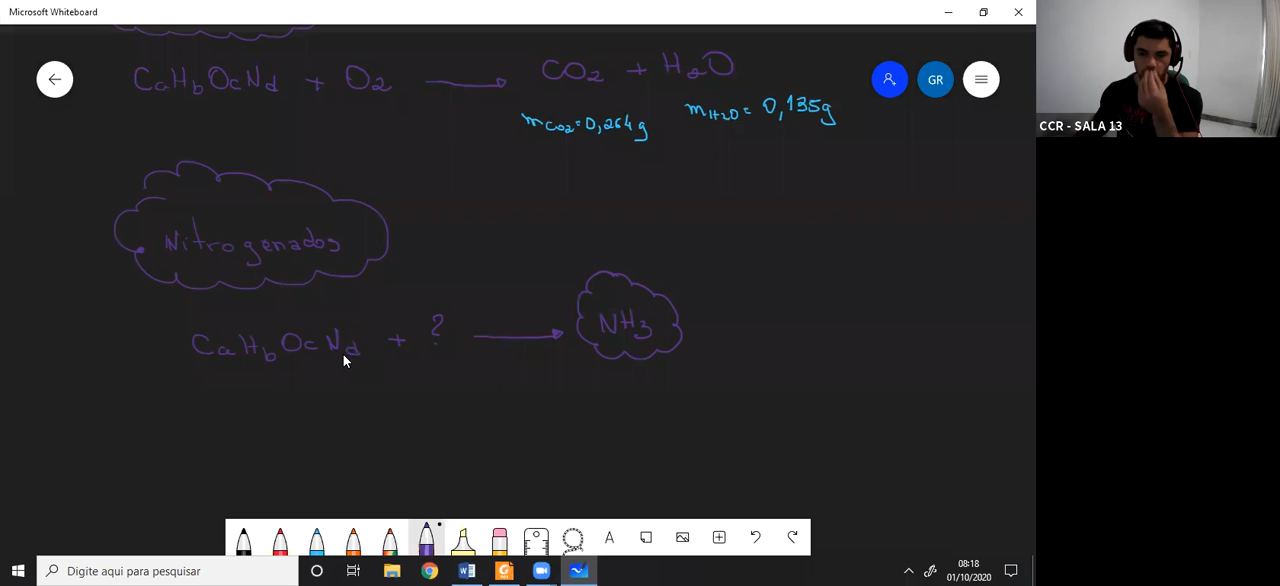 Microsoft Whiteboard
CaHbOcNd + O2 → CO2 + H2O
mCO2=0,264g mH2O=0,135g
GR
CCR - SALA 13
Nitrogenados
CaHbOcNd + ? → NH3
A
Digite aqui para pesquisar
08:18
01/10/2020